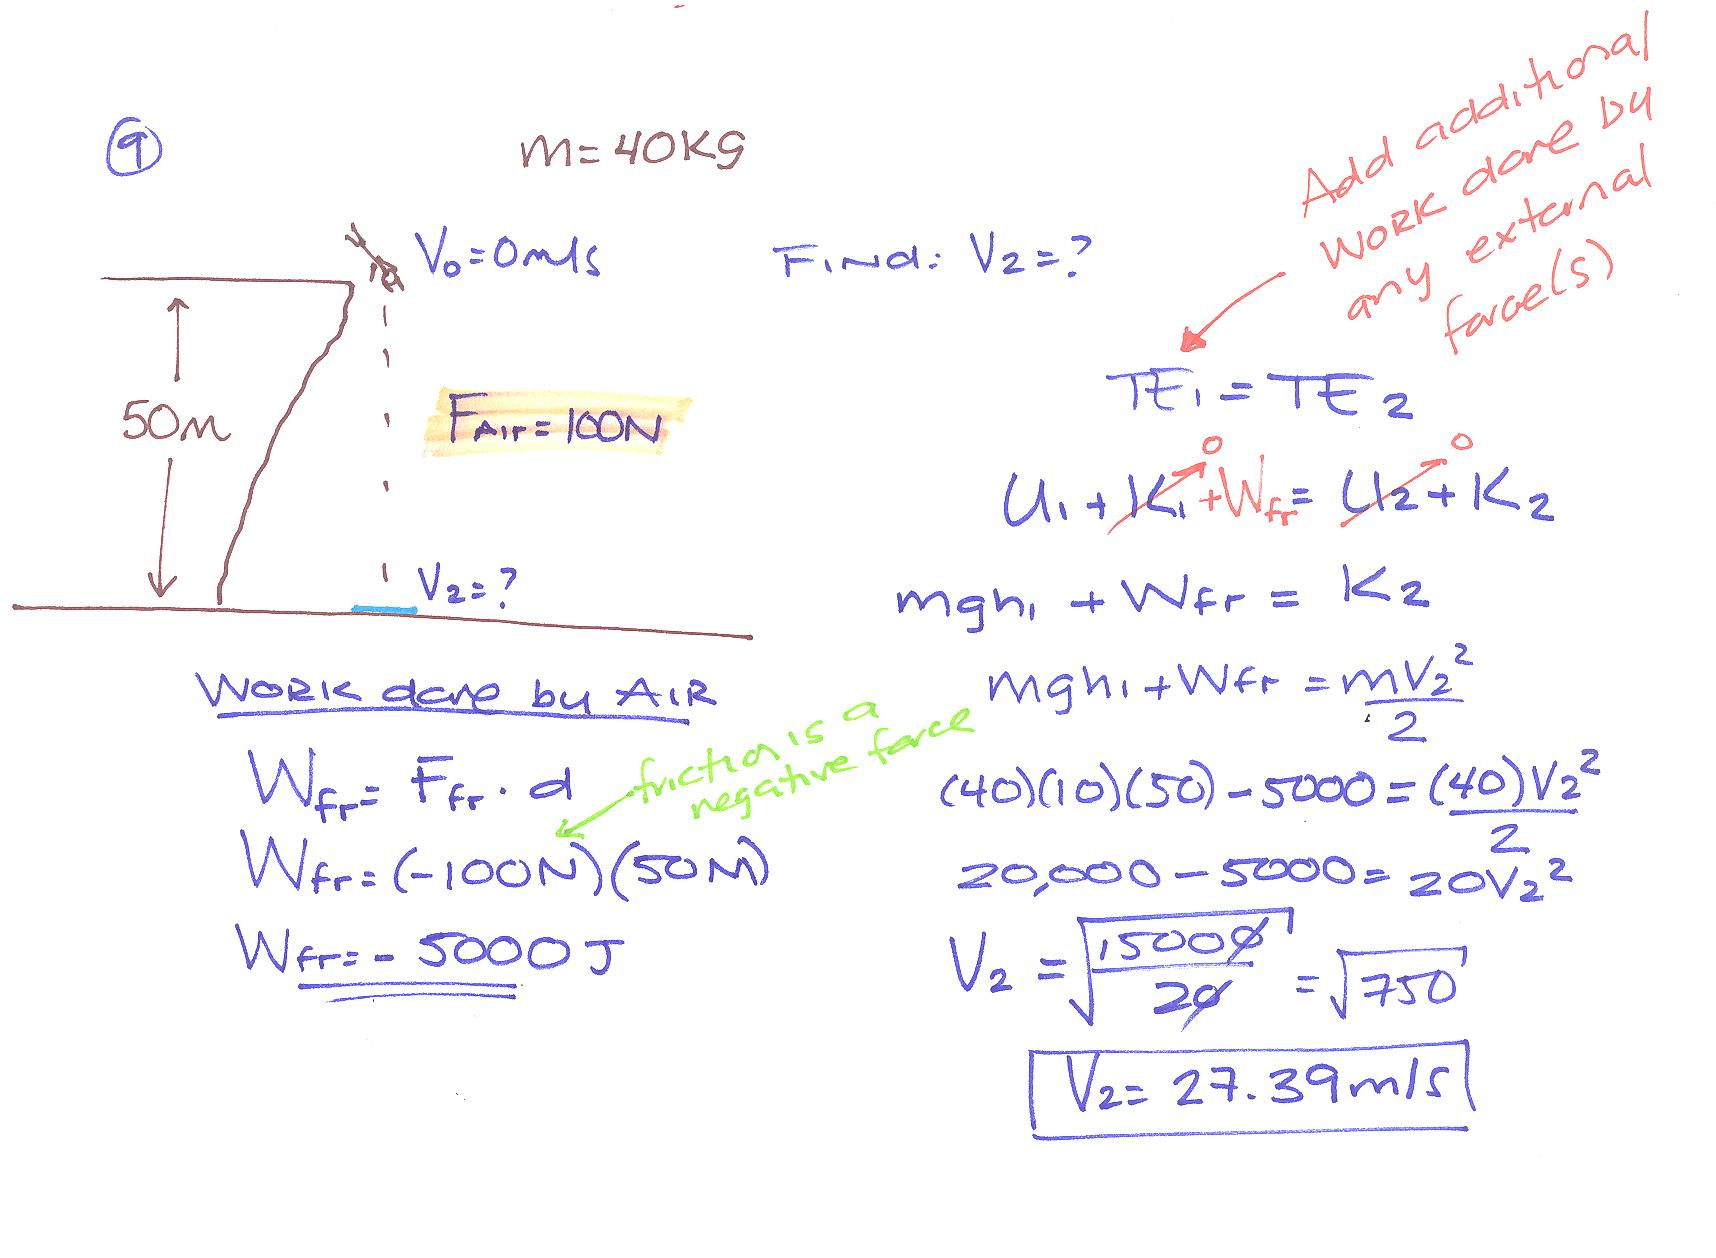 9
m = 40KG
Add additional
WORK done by
any external
force(s)
V₀ = 0m/s
FIND: V₂ = ?
50m
FAir = 100N
V₂ = ?
TE₁ = TE₂
U₁ + K₁ + Wfr = U₂ + K₂
0
0
mgh₁ + Wfr = K₂
mgh₁ + Wfr = mV₂²/2
(40)(10)(50) - 5000 = (40)V₂²/2
20,000 - 5000 = 20V₂²
V₂ = √15000/20 = √750
V₂ = 27.39m/s
WORK done by AIR
Wfr = Ffr · d
friction is a
negative force
Wfr = (-100N)(50M)
Wfr = - 5000 J